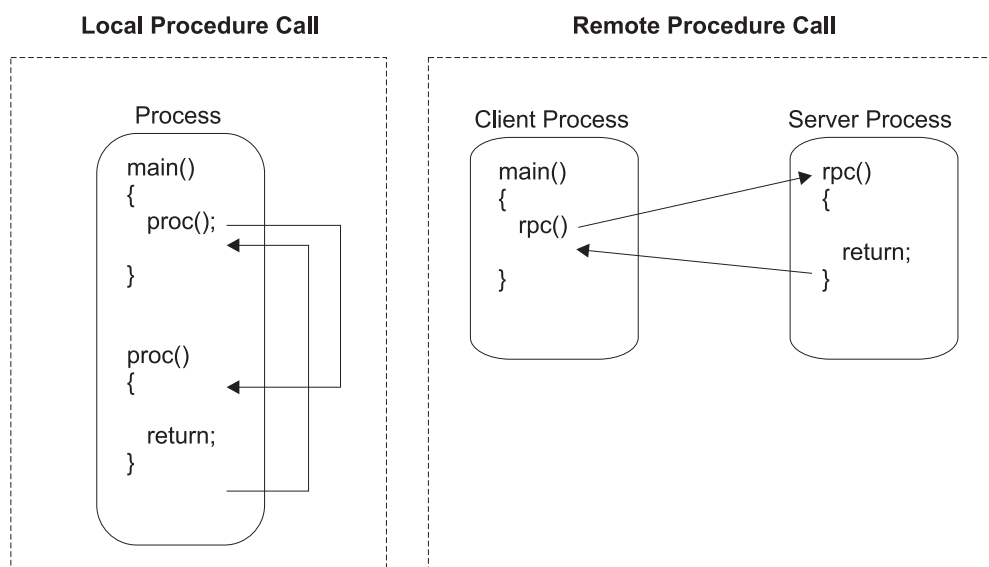 Local Procedure Call
Process
main()
{
proc();
}
proc()
{
return;
}
Remote Procedure Call
Client Process
main()
{
rpc()
}
Server Process
rpc()
{
return;
}